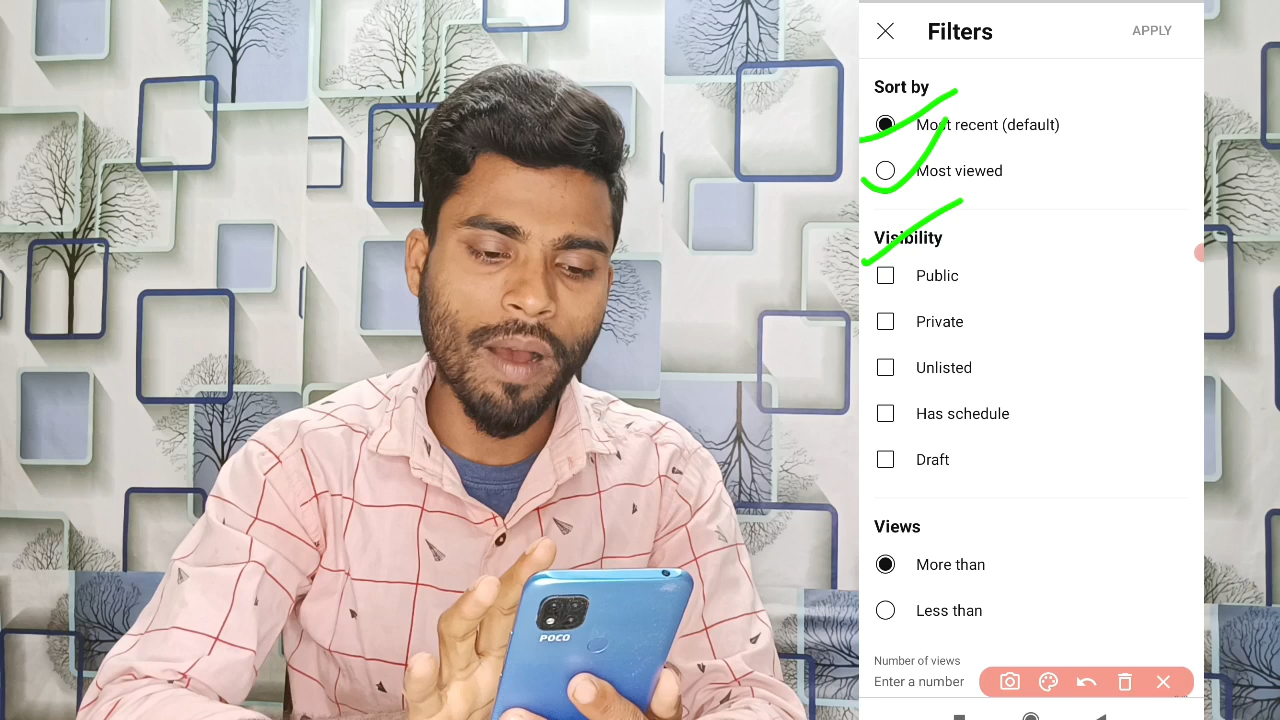 Filters
APPLY
Sort by
Most recent (default)
Most viewed
Visibility
Public
Private
Unlisted
Has schedule
Draft
Views
More than
Less than
Number of views
Enter a number
POCO